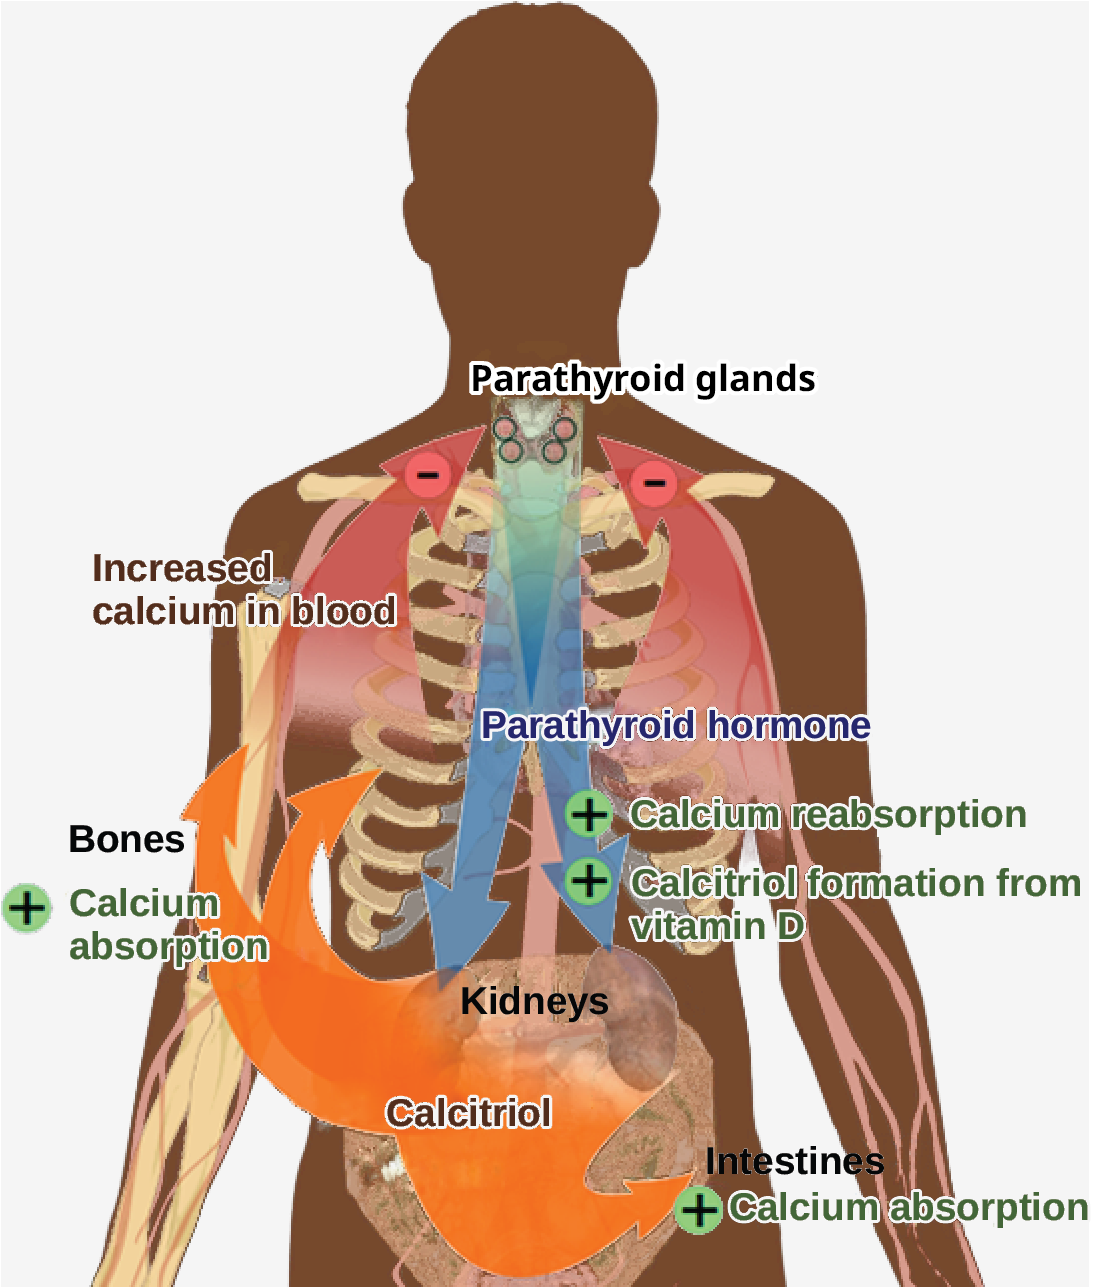 Parathyroid glands
-
-
Increased
calcium in blood
Parathyroid hormone
+ Calcium reabsorption
+ Calcitriol formation from
vitamin D
Bones
+ Calcium
absorption
Kidneys
Calcitriol
Intestines
+ Calcium absorption